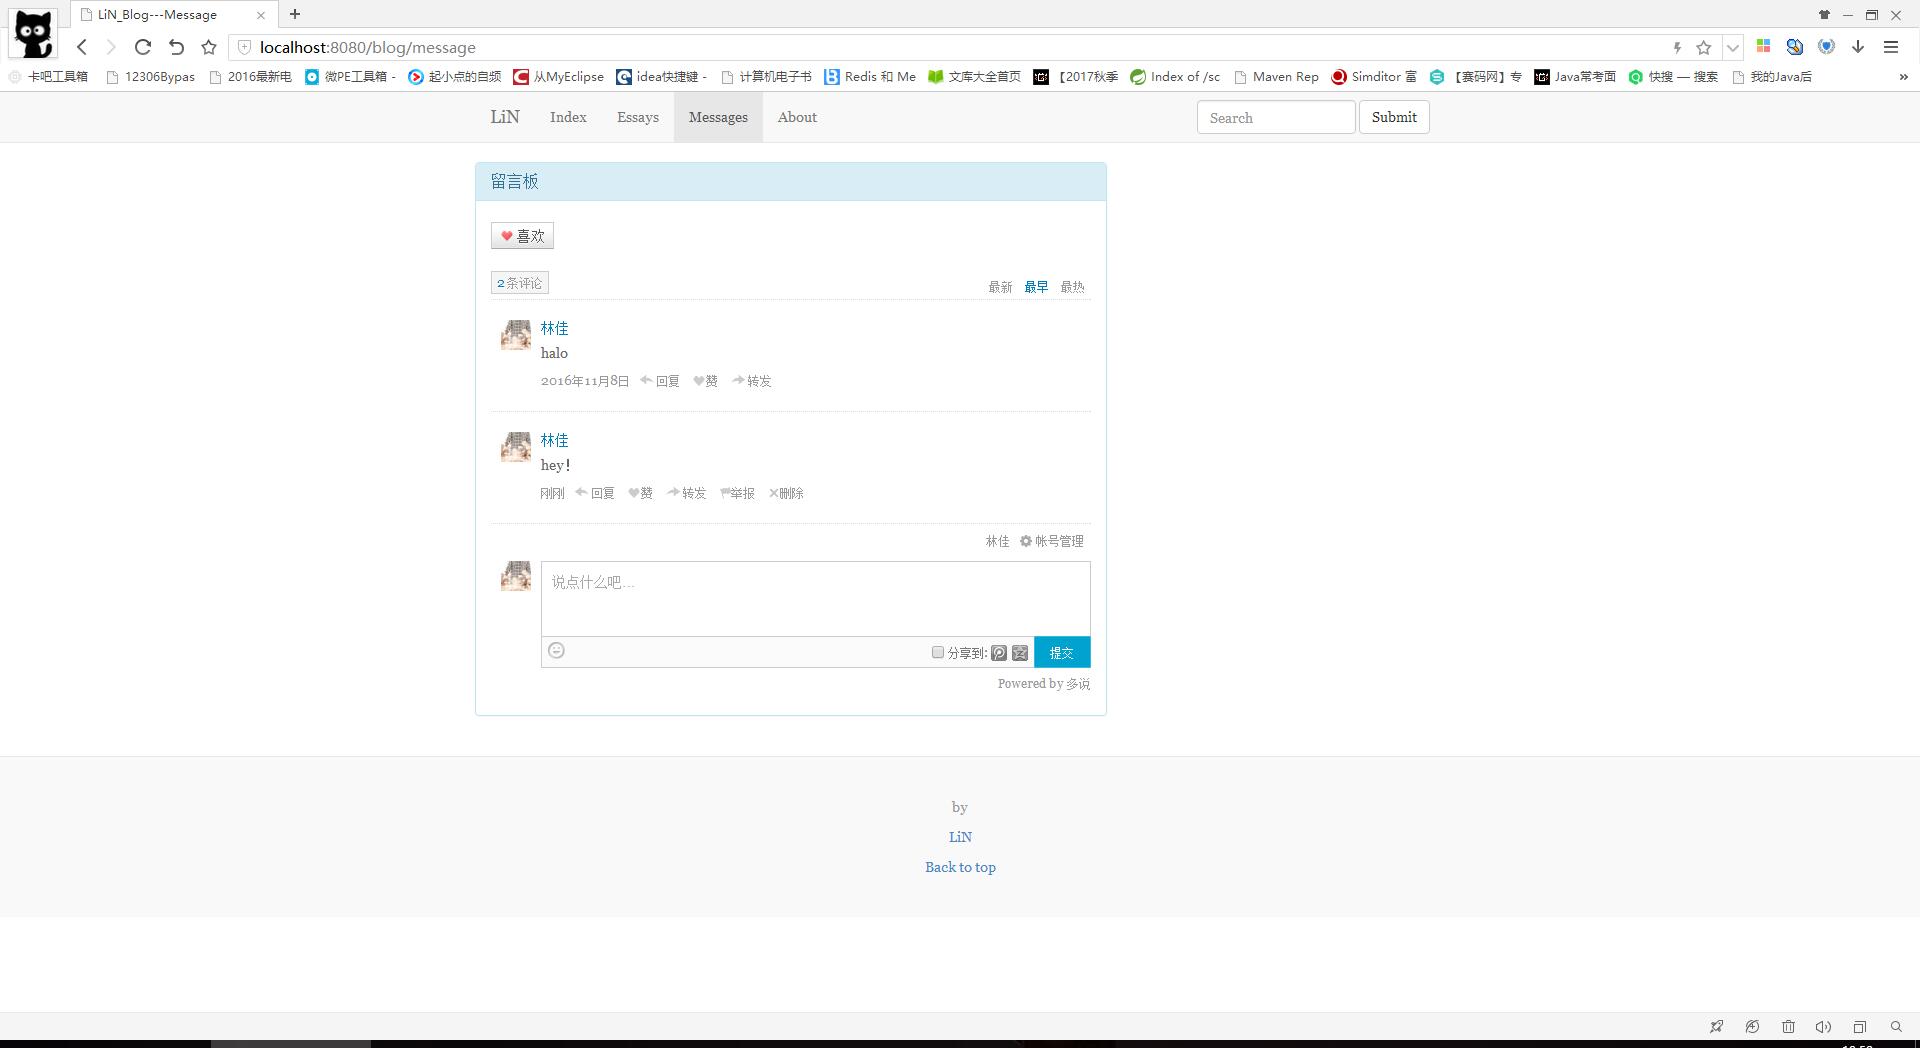 LiN_Blog---Message
localhost:8080/blog/message
卡吧工具箱 12306Bypas 2016最新电 微PE工具箱 - 起小点的自频 从MyEclipse idea快捷键 - 计算机电子书 Redis 和 Me 文库大全首页 【2017秋季 Index of /sc Maven Rep Simditor 富 【赛码网】专 Java常考面 快搜 — 搜索 我的Java后 »
LiN Index Essays Messages About Search Submit
留言板
喜欢
2条评论 最新 最早 最热
林佳
halo
2016年11月8日 回复 赞 转发
林佳
hey!
刚刚 回复 赞 转发 举报 删除
林佳 帐号管理
说点什么吧...
分享到: 提交
Powered by 多说
by
LiN
Back to top